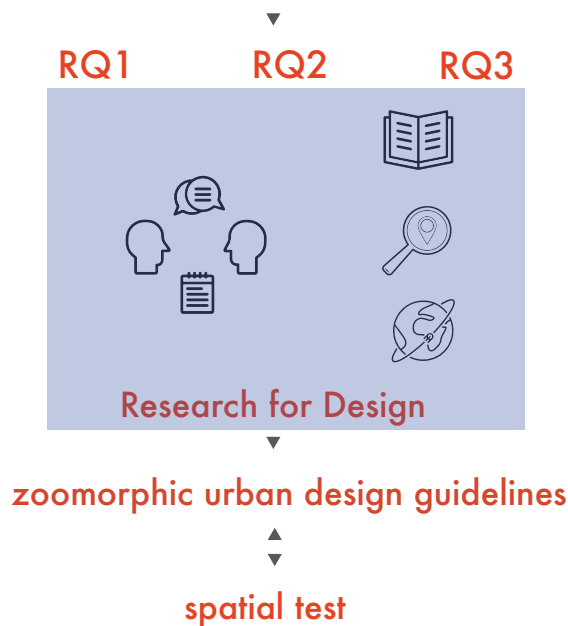 RQ1 RQ2 RQ3
Research for Design
zoomorphic urban design guidelines
spatial test